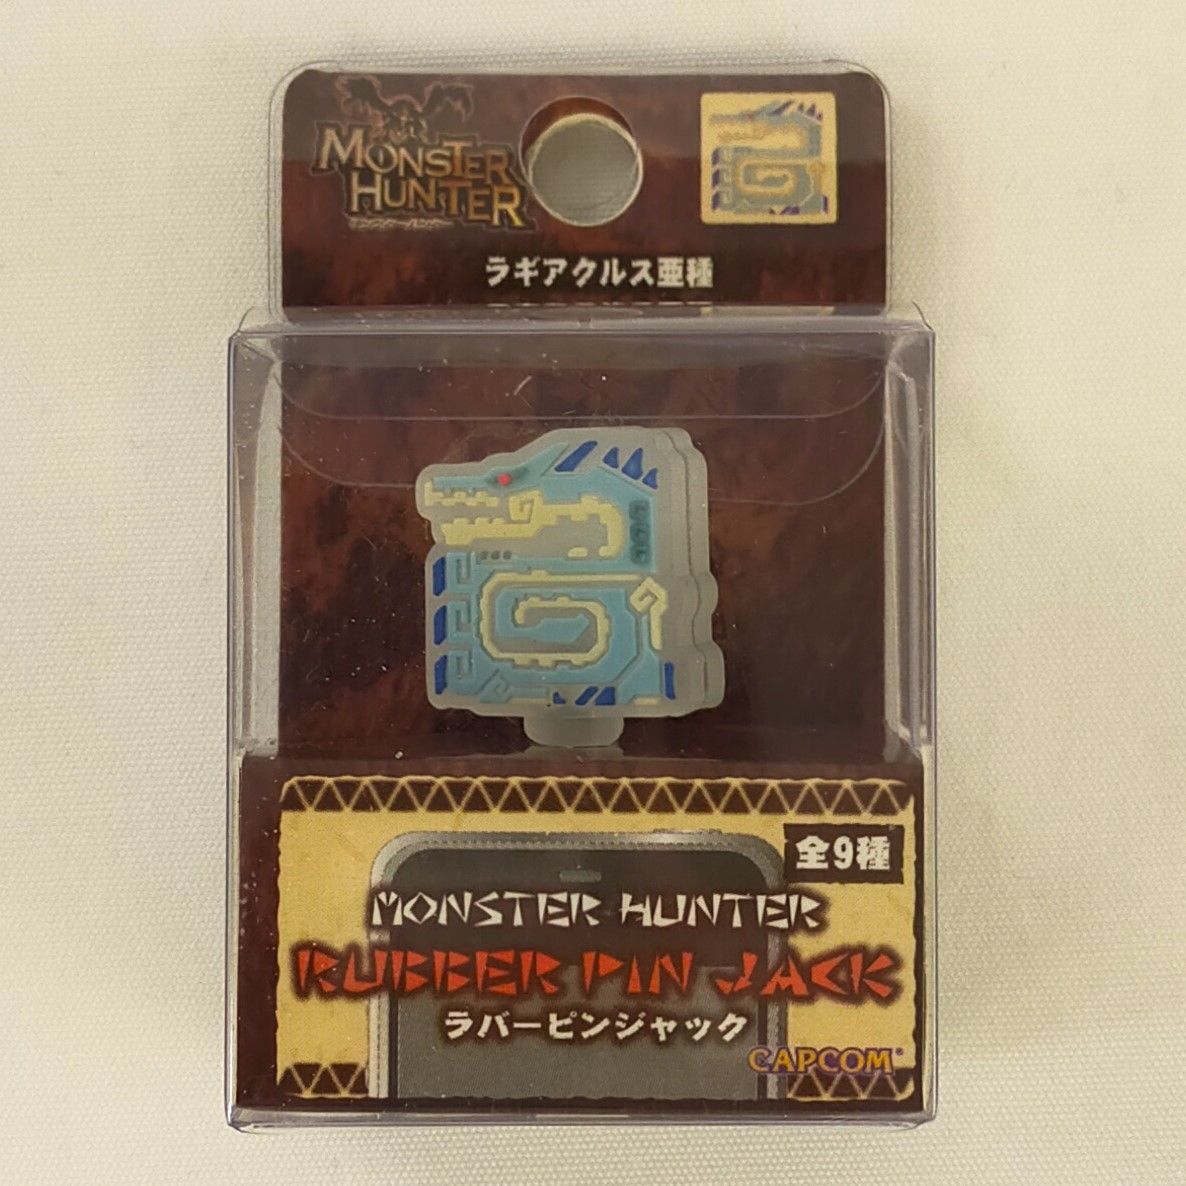 MONSTER
HUNTER
ラギアクルス亜種
全9種
MONSTER HUNTER
RUBBER PIN JACK
ラバーピンジャック
CAPCOM